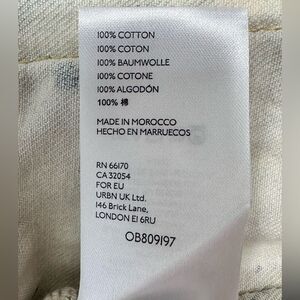 100% COTTON
100% COTON
100% BAUMWOLLE
100% COTONE
100% ALGODÓN
100% 棉
MADE IN MOROCCO
HECHO EN MARRUECOS
RN 66170
CA 32054
FOR EU
URBN UK Ltd.
146 Brick Lane,
LONDON E1 6RU
OB809197